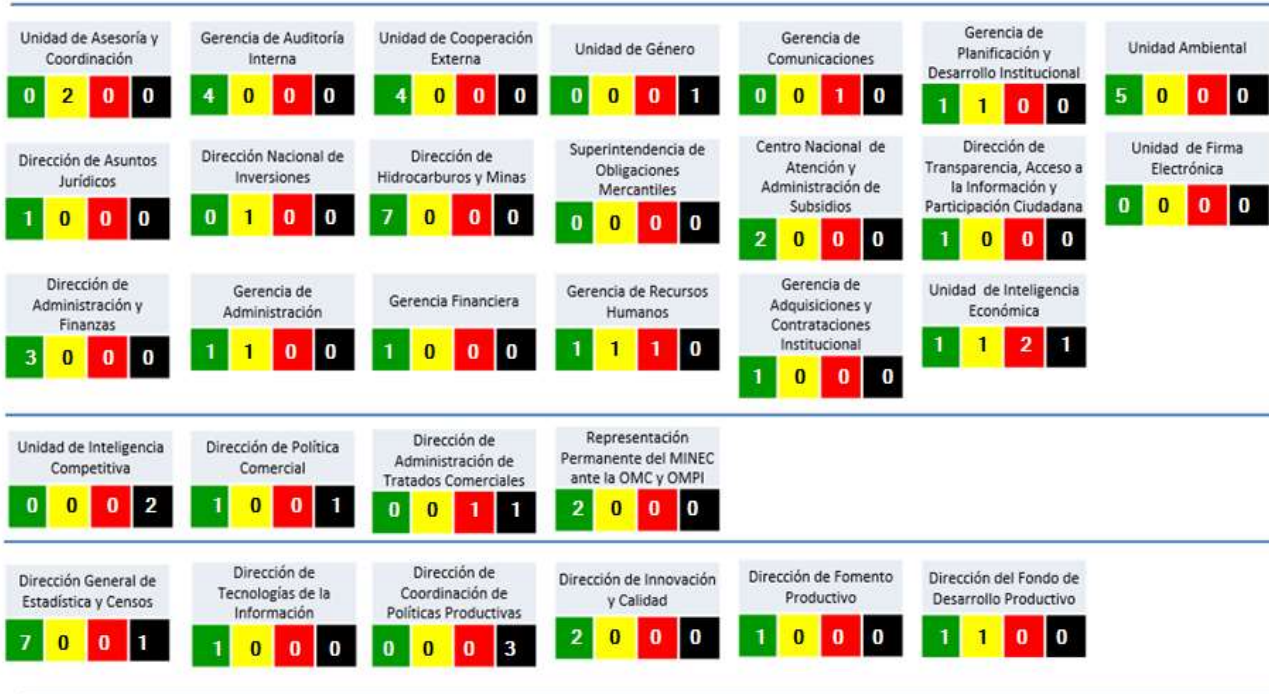 Unidad de Asesoría y
Coordinación
0 2 0 0
Gerencia de Auditoría
Interna
4 0 0 0
Unidad de Cooperación
Externa
4 0 0 0
Unidad de Género
0 0 0 1
Gerencia de
Comunicaciones
0 0 1 0
Gerencia de
Planificación y
Desarrollo Institucional
1 1 0 0
Unidad Ambiental
5 0 0 0
Dirección de Asuntos
Jurídicos
1 0 0 0
Dirección Nacional de
Inversiones
0 1 0 0
Dirección de
Hidrocarburos y Minas
7 0 0 0
Superintendencia de
Obligaciones
Mercantiles
0 0 0 0
Centro Nacional de
Atención y
Administración de
Subsidios
2 0 0 0
Dirección de
Transparencia, Acceso a
la Información y
Participación Ciudadana
1 0 0 0
Unidad de Firma
Electrónica
0 0 0 0
Dirección de
Administración y
Finanzas
3 0 0 0
Gerencia de
Administración
1 1 0 0
Gerencia Financiera
1 0 0 0
Gerencia de Recursos
Humanos
1 1 1 0
Gerencia de
Adquisiciones y
Contrataciones
Institucional
1 0 0 0
Unidad de Inteligencia
Económica
1 1 2 1
Unidad de Inteligencia
Competitiva
0 0 0 2
Dirección de Política
Comercial
1 0 0 1
Dirección de
Administración de
Tratados Comerciales
0 0 1 1
Representación
Permanente del MINEC
ante la OMC y OMPI
2 0 0 0
Dirección General de
Estadística y Censos
7 0 0 1
Dirección de
Tecnologías de la
Información
1 0 0 0
Dirección de
Coordinación de
Políticas Productivas
0 0 0 3
Dirección de Innovación
y Calidad
2 0 0 0
Dirección de Fomento
Productivo
1 0 0 0
Dirección del Fondo de
Desarrollo Productivo
1 1 0 0